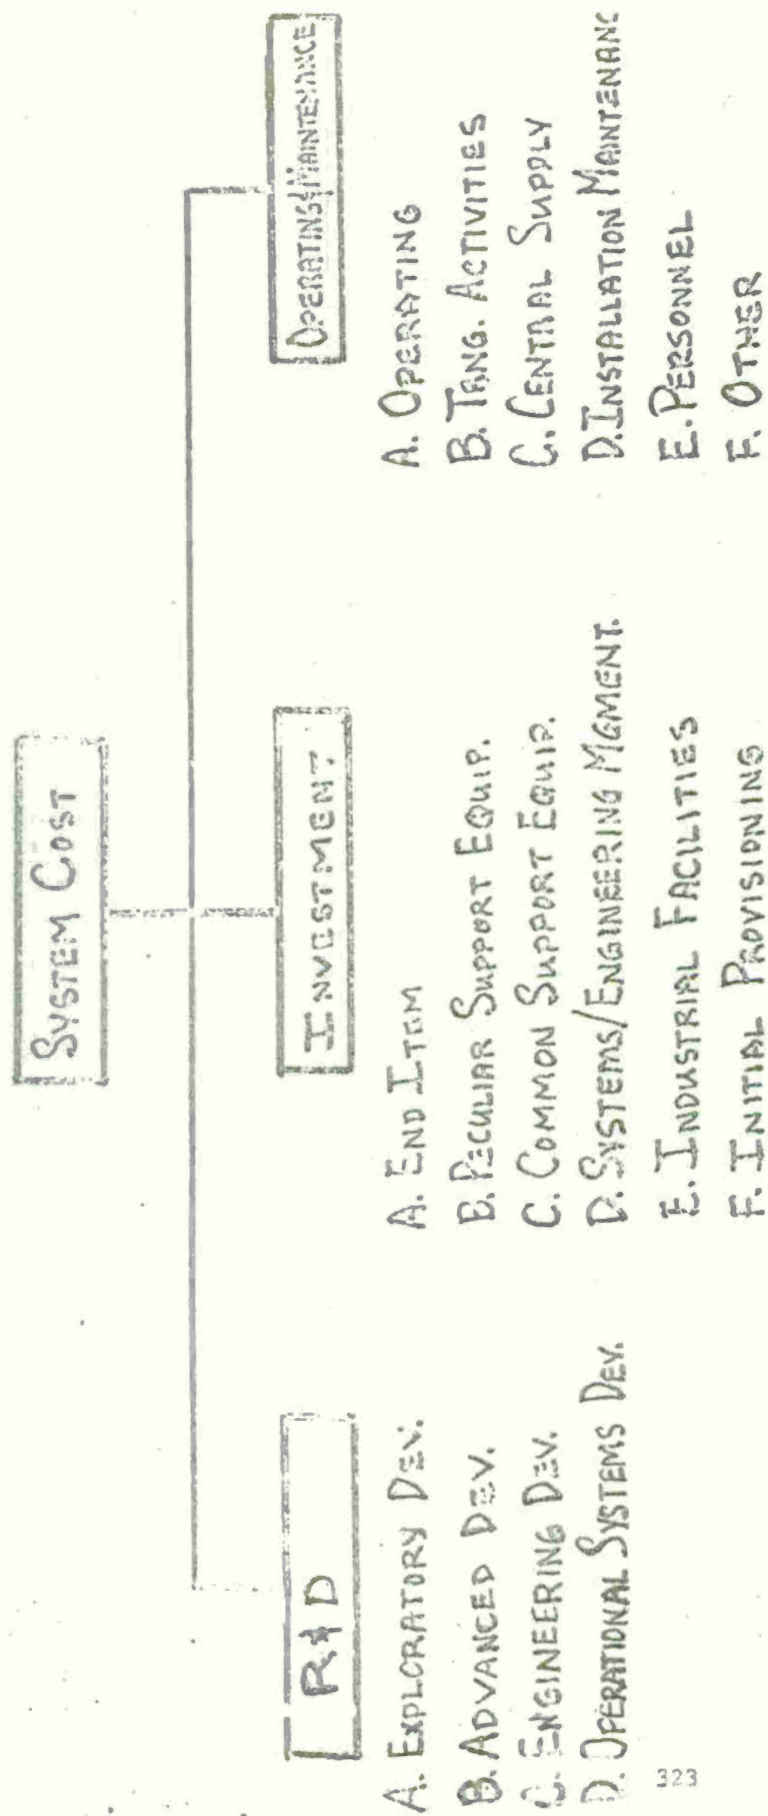 SYSTEM COST
R&D
A. EXPLORATORY DEV.
B. ADVANCED DEV.
C. ENGINEERING DEV.
D. OPERATIONAL SYSTEMS DEV.
INVESTMENT
A. END ITEM
B. PECULIAR SUPPORT EQUIP.
C. COMMON SUPPORT EQUIP.
D. SYSTEMS/ENGINEERING MGMENT.
E. INDUSTRIAL FACILITIES
F. INITIAL PROVISIONING
OPERATING & MAINTENANCE
A. OPERATING
B. TRNG. ACTIVITIES
C. CENTRAL SUPPLY
D. INSTALLATION MAINTENANC
E. PERSONNEL
F. OTHER
323